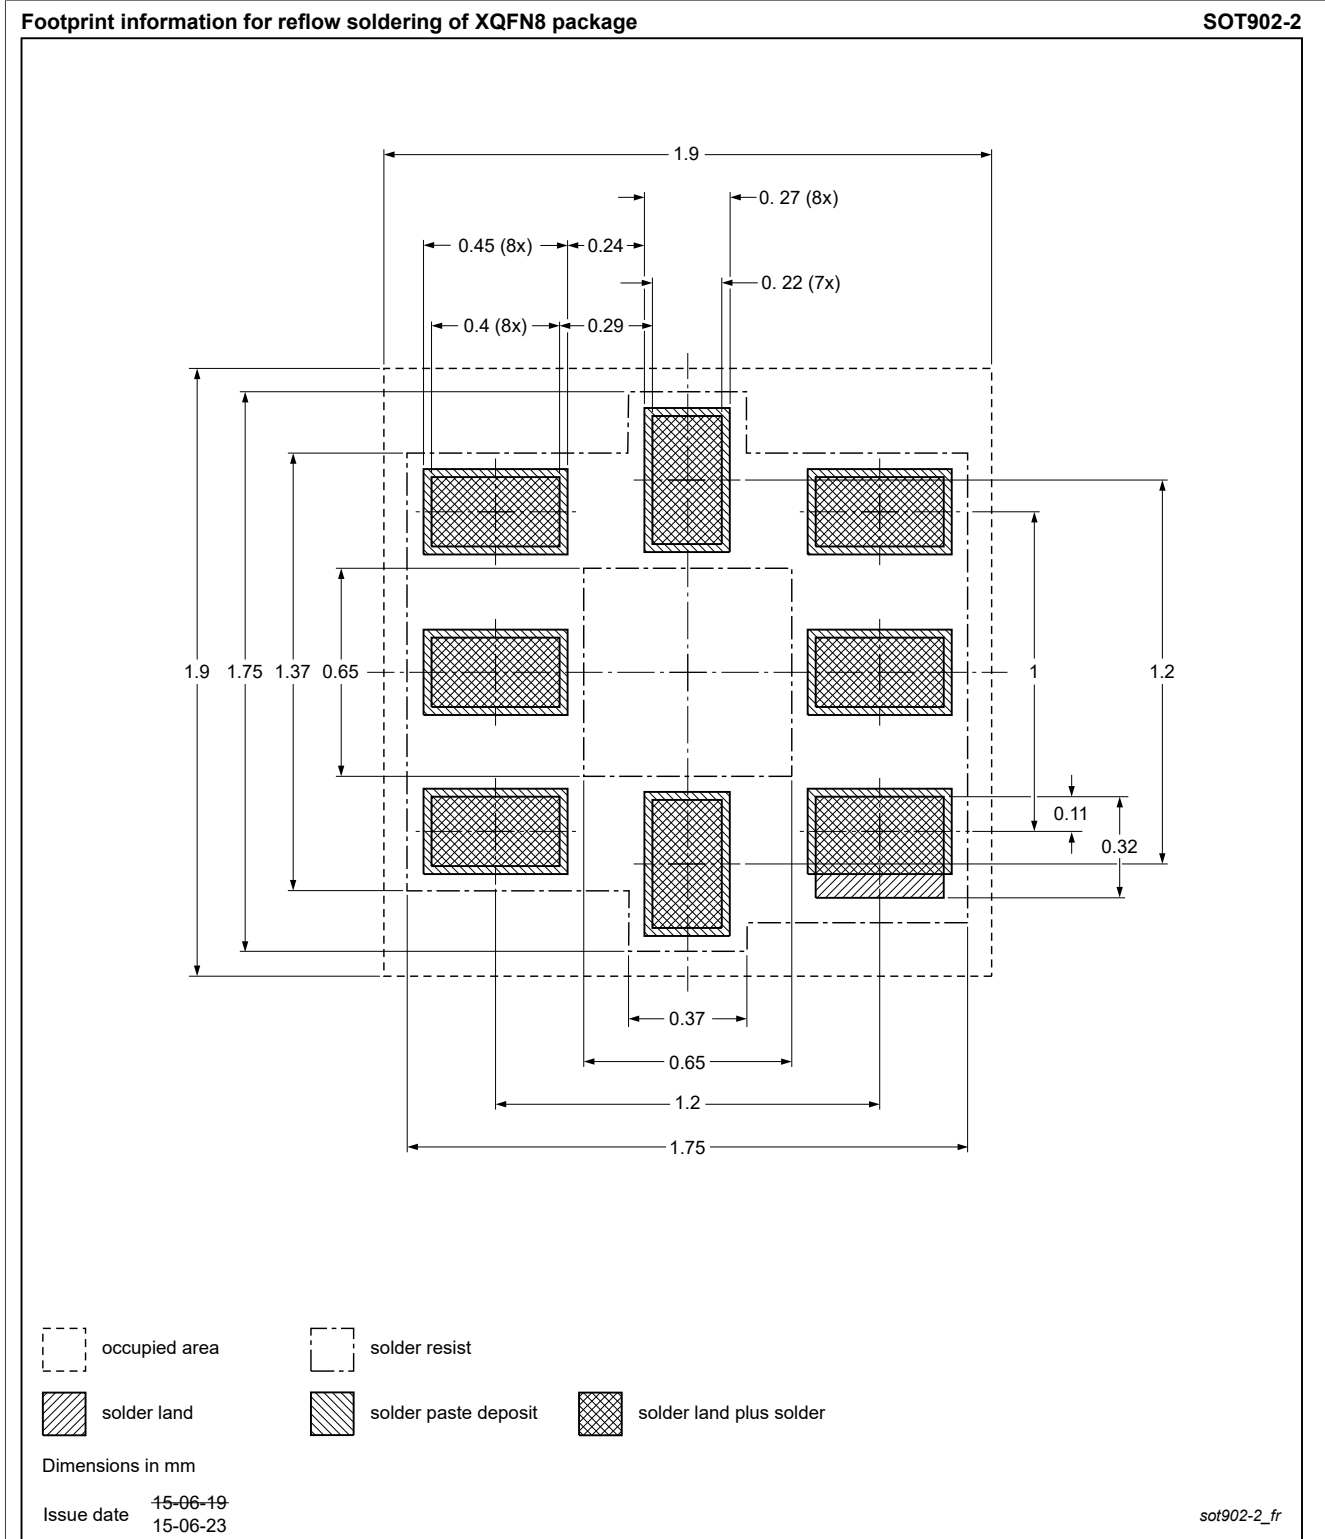 Footprint information for reflow soldering of XQFN8 package SOT902-2
1.9
0. 27 (8x)
0.45 (8x) 0.24
0. 22 (7x)
0.4 (8x) 0.29
1.9 1.75 1.37 0.65 1 1.2
0.11
0.32
0.37
0.65
1.2
1.75
occupied area solder resist
solder land solder paste deposit solder land plus solder
Dimensions in mm
Issue date 15-06-19
15-06-23
sot902-2_fr